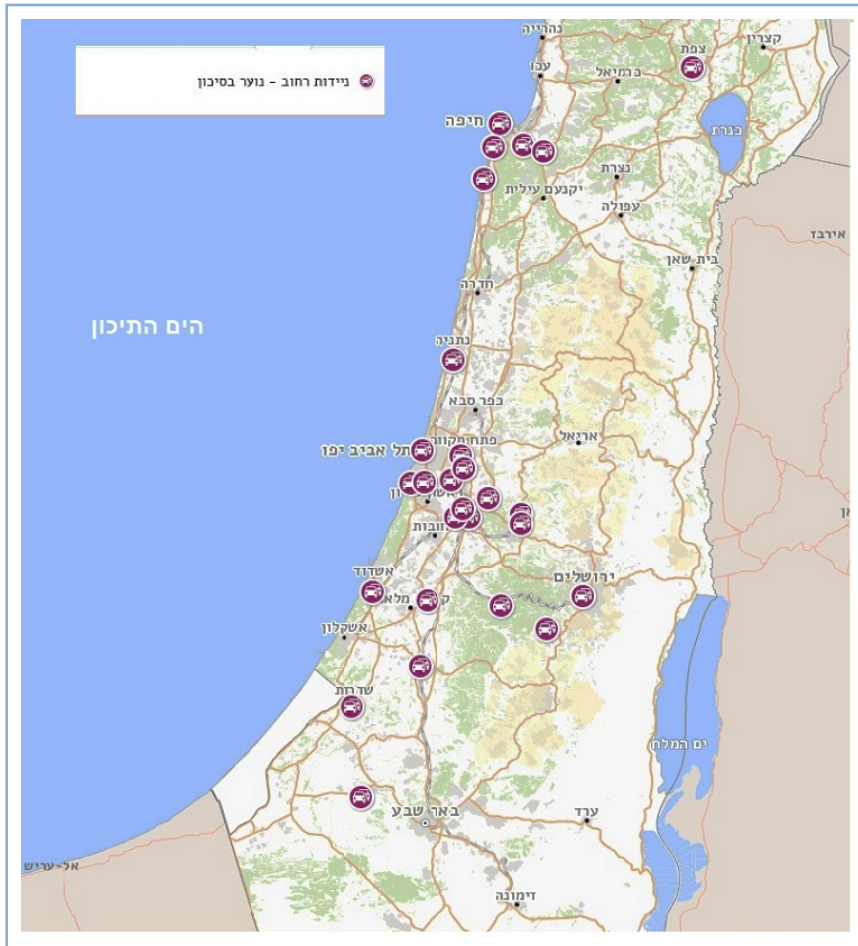 נהרייה
קצרין
צפת
עכו
כרמיאל
ניידות רחוב - נוער בסיכון
חיפה
כנרת
נצרת
יקנעם עילית
עפולה
אירבד
בית שאן
חדרה
הים התיכון
נתניה
כפר סבא
אריאל
פתח תקווה
תל אביב יפו
ירושלים
אשדוד
מלא
אשקלון
שדרות
ים המלח
באר שבע
ערד
אל-עריש
דימונה